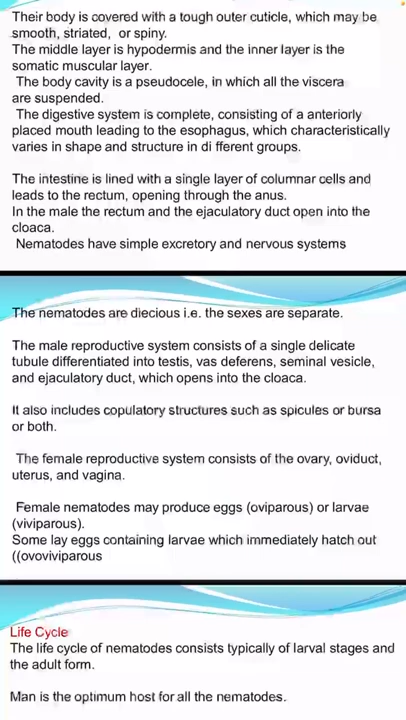 Their body is covered with a tough outer cuticle, which may be
smooth, striated, or spiny.
The middle layer is hypodermis and the inner layer is the
somatic muscular layer.
The body cavity is a pseudocele, in which all the viscera
are suspended.
The digestive system is complete, consisting of a anteriorly
placed mouth leading to the esophagus, which characteristically
varies in shape and structure in di fferent groups.
The intestine is lined with a single layer of columnar cells and
leads to the rectum, opening through the anus.
In the male the rectum and the ejaculatory duct open into the
cloaca.
Nematodes have simple excretory and nervous systems
The nematodes are diecious i.e. the sexes are separate.
The male reproductive system consists of a single delicate
tubule differentiated into testis, vas deferens, seminal vesicle,
and ejaculatory duct, which opens into the cloaca.
It also includes copulatory structures such as spicules or bursa
or both.
The female reproductive system consists of the ovary, oviduct,
uterus, and vagina.
Female nematodes may produce eggs (oviparous) or larvae
(viviparous).
Some lay eggs containing larvae which immediately hatch out
((ovoviviparous
Life Cycle
The life cycle of nematodes consists typically of larval stages and
the adult form.
Man is the optimum host for all the nematodes.